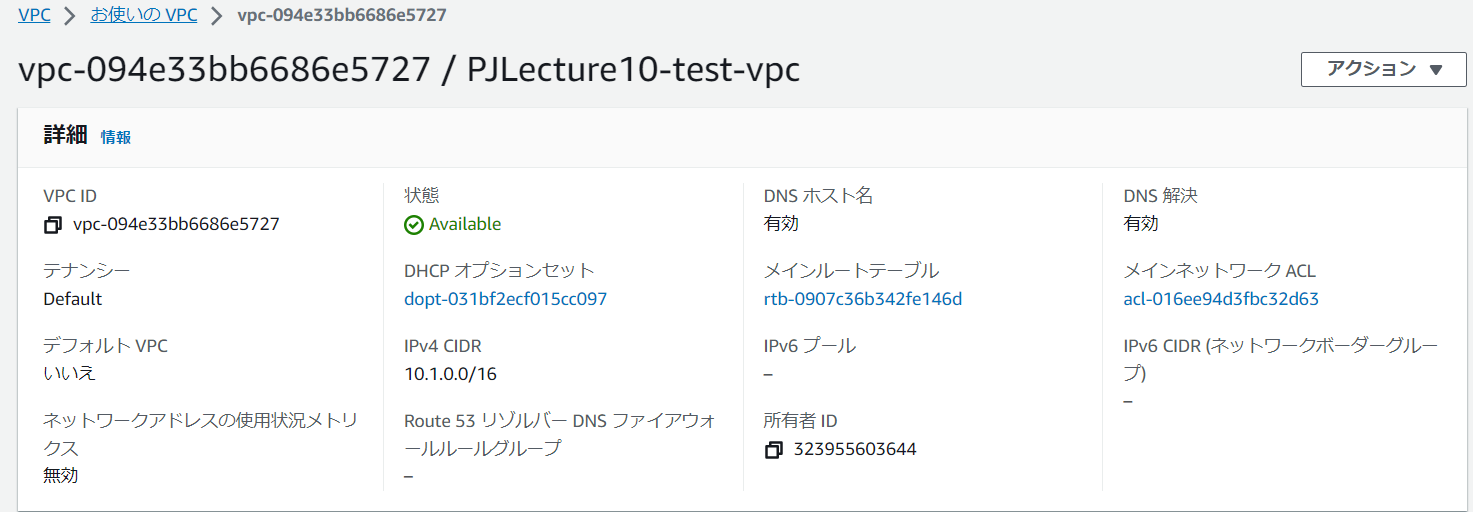 VPC > お使いの VPC > vpc-094e33bb6686e5727
vpc-094e33bb6686e5727 / PJLecture10-test-vpc
アクション ▼
詳細 情報
VPC ID
vpc-094e33bb6686e5727
状態
Available
DNS ホスト名
有効
DNS 解決
有効
テナンシー
Default
DHCP オプションセット
dopt-031bf2ecf015cc097
メインルートテーブル
rtb-0907c36b342fe146d
メインネットワーク ACL
acl-016ee94d3fbc32d63
デフォルト VPC
いいえ
IPv4 CIDR
10.1.0.0/16
IPv6 プール
–
IPv6 CIDR (ネットワークボーダーグルー
プ)
–
ネットワークアドレスの使用状況メトリ
クス
無効
Route 53 リゾルバー DNS ファイアウォ
ールルールグループ
–
所有者 ID
323955603644